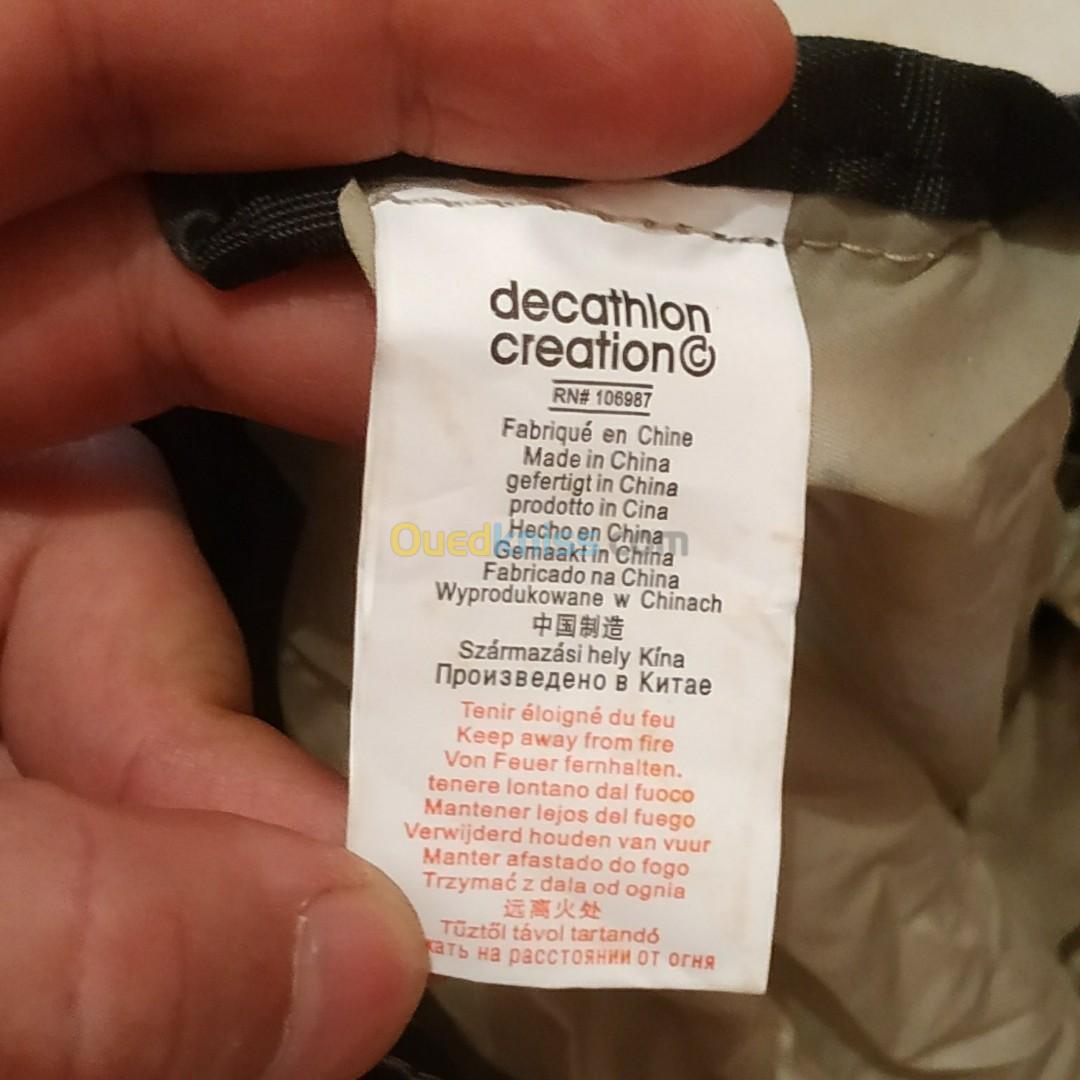 decathlon
creation©
RN# 106987
Fabriqué en Chine
Made in China
gefertigt in China
prodotto in Cina
Hecho en China
Ouedkniss.com
Gemaakt in China
Fabricado na China
Wyprodukowane w Chinach
中国制造
Származási hely Kína
Произведено в Китае
Tenir éloigné du feu
Keep away from fire
Von Feuer fernhalten.
tenere lontano dal fuoco
Mantener lejos del fuego
Verwijderd houden van vuur
Manter afastado do fogo
Trzymać z dala od ognia
远离火处
Tűztől távol tartandó
на расстоянии от огня